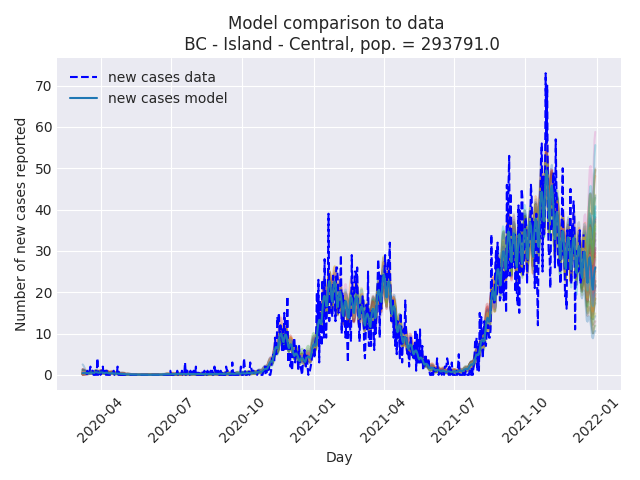 Model comparison to data
BC - Island - Central, pop. = 293791.0
new cases data
new cases model
Number of new cases reported
70
60
50
40
30
20
10
0
2020-04
2020-07
2020-10
2021-01
2021-04
2021-07
2021-10
2022-01
Day